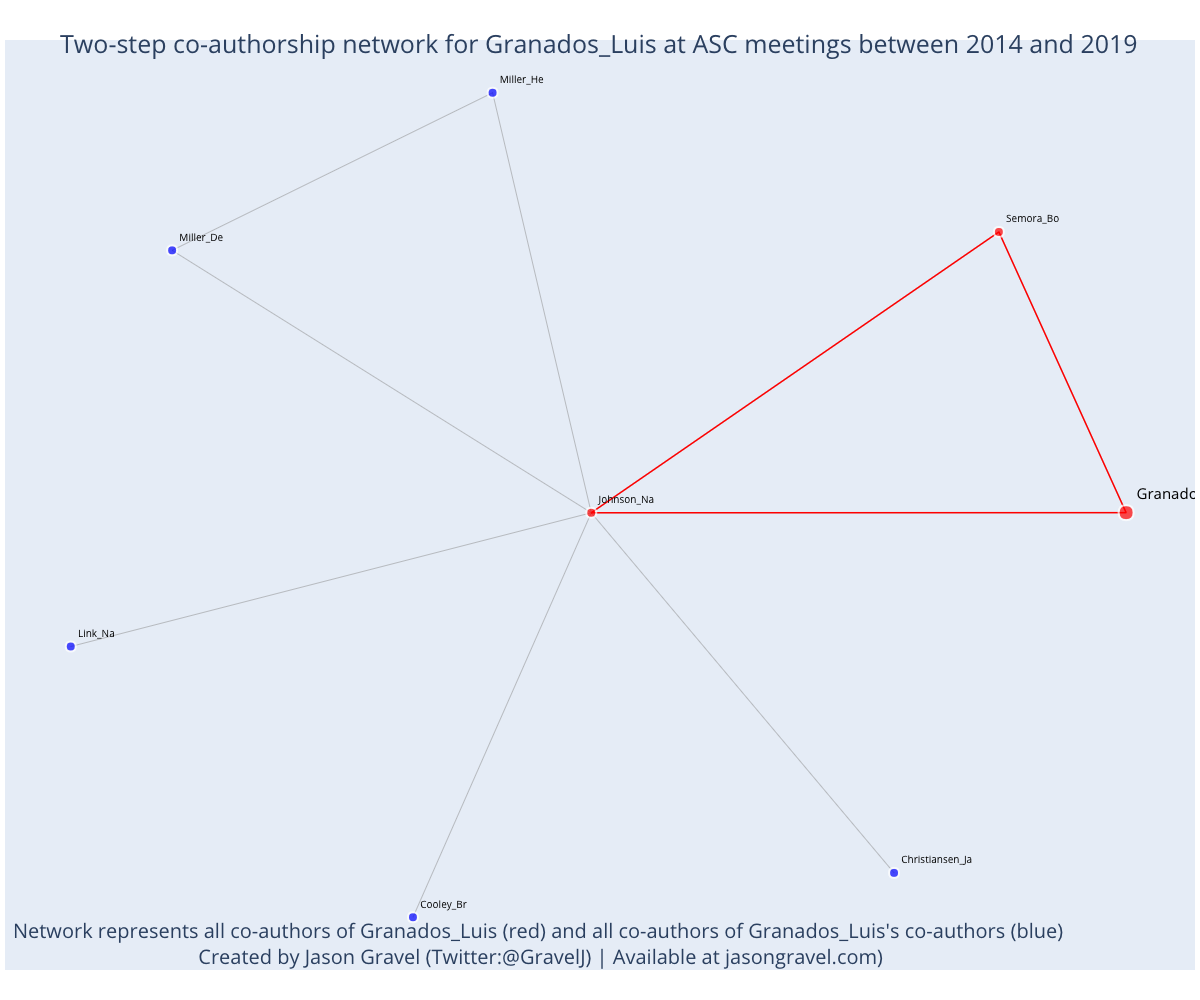 Two-step co-authorship network for Granados_Luis at ASC meetings between 2014 and 2019
Miller_He
Semora_Bo
Miller_De
Granado
Johnson_Na
Link_Na
Christiansen_Ja
Cooley_Br
Network represents all co-authors of Granados_Luis (red) and all co-authors of Granados_Luis's co-authors (blue)
Created by Jason Gravel (Twitter:@GravelJ) | Available at jasongravel.com)